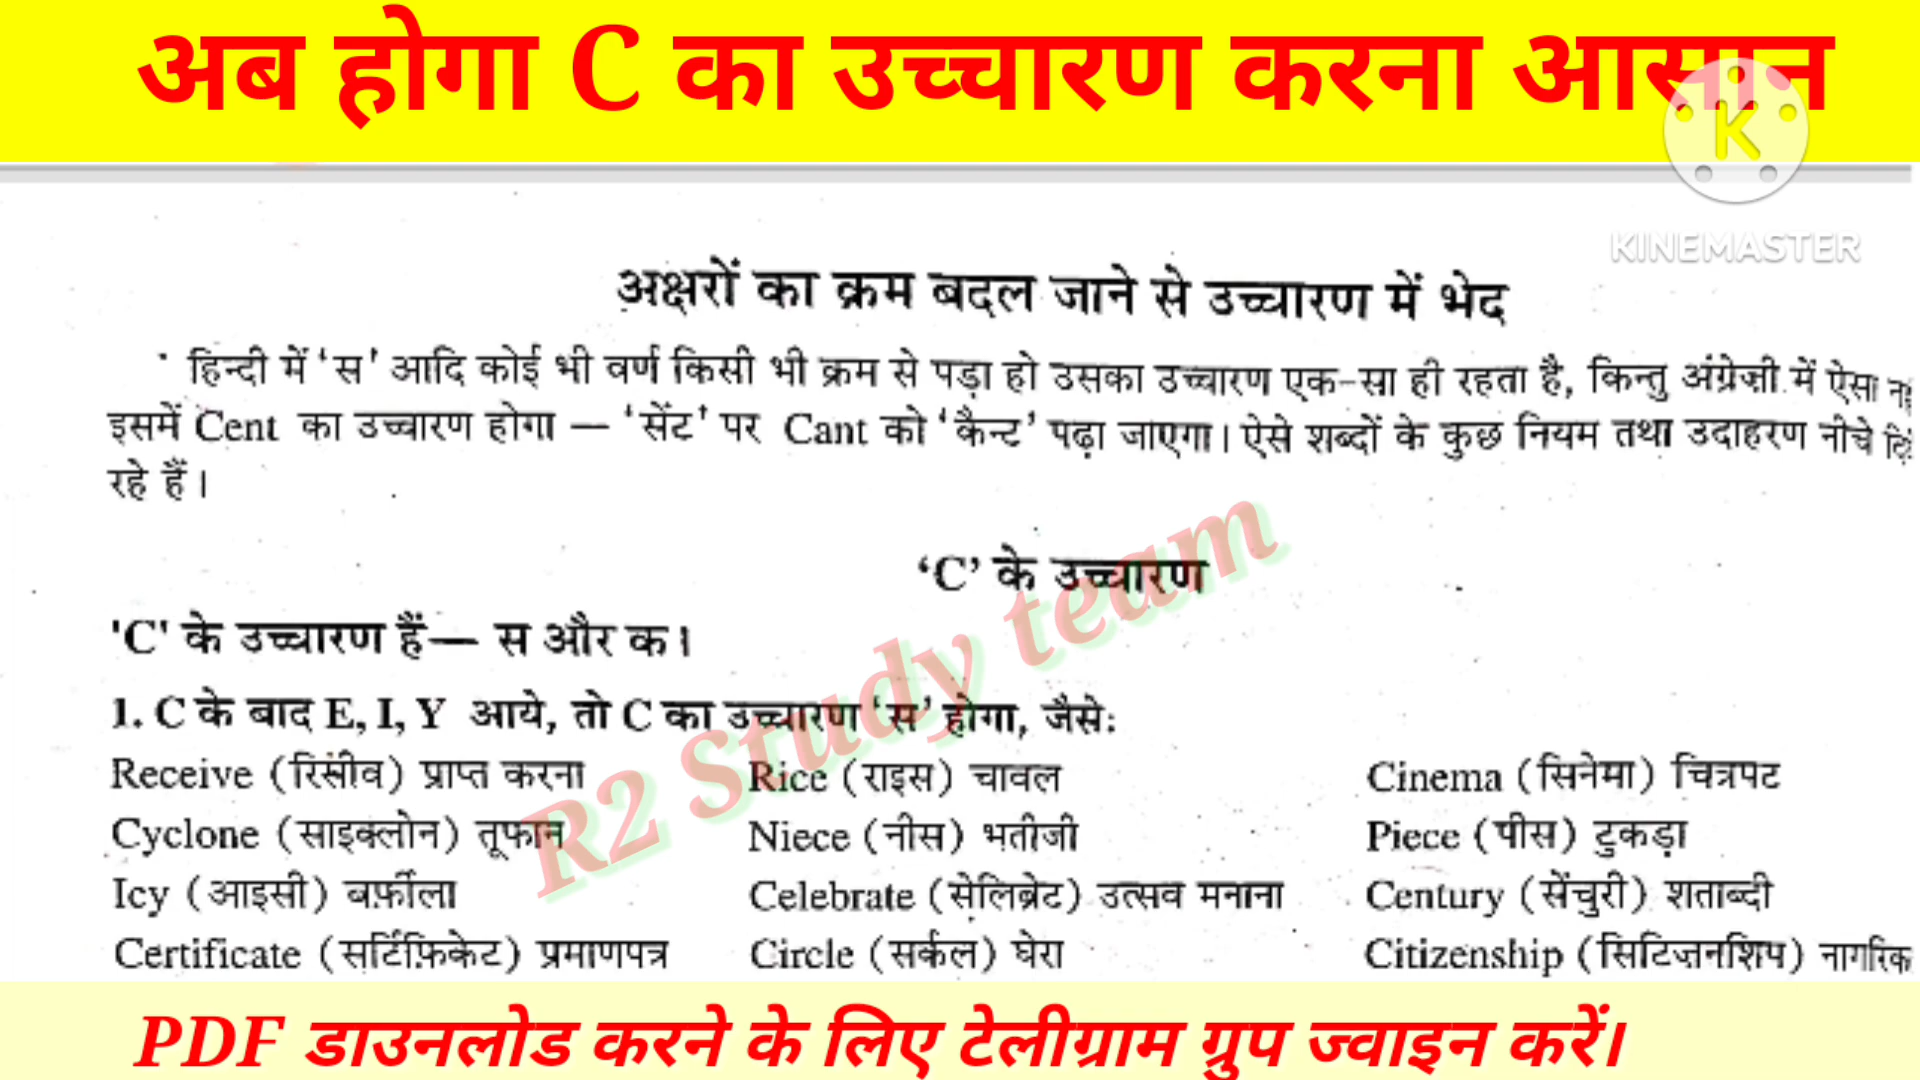 अब होगा C का उच्चारण करना आसान
K
KINEMASTER
अक्षरों का क्रम बदल जाने से उच्चारण में भेद
हिन्दी में 'स' आदि कोई भी वर्ण किसी भी क्रम से पड़ा हो उसका उच्चारण एक-सा ही रहता है, किन्तु अंग्रेज़ी में ऐसा
इसमें Cent का उच्चारण होगा — 'सेंट' पर Cant को 'कैन्ट' पढ़ा जाएगा। ऐसे शब्दों के कुछ नियम तथा उदाहरण नीचे
रहे हैं।
'C' के उच्चारण
'C' के उच्चारण हैं— स और क।
1. C के बाद E, I, Y आये, तो C का उच्चारण 'स' होगा, जैसे:
Receive (रिसीव) प्राप्त करना Rice (राइस) चावल Cinema (सिनेमा) चित्रपट
Cyclone (साइक्लोन) तूफान Niece (नीस) भतीजी Piece (पीस) टुकड़ा
Icy (आइसी) बर्फ़ीला Celebrate (सेलिब्रेट) उत्सव मनाना Century (सेंचुरी) शताब्दी
Certificate (सर्टिफ़िकेट) प्रमाणपत्र Circle (सर्कल) घेरा Citizenship (सिटिज़नशिप) नागरिक
R2 Study team
PDF डाउनलोड करने के लिए टेलीग्राम ग्रुप ज्वाइन करें।